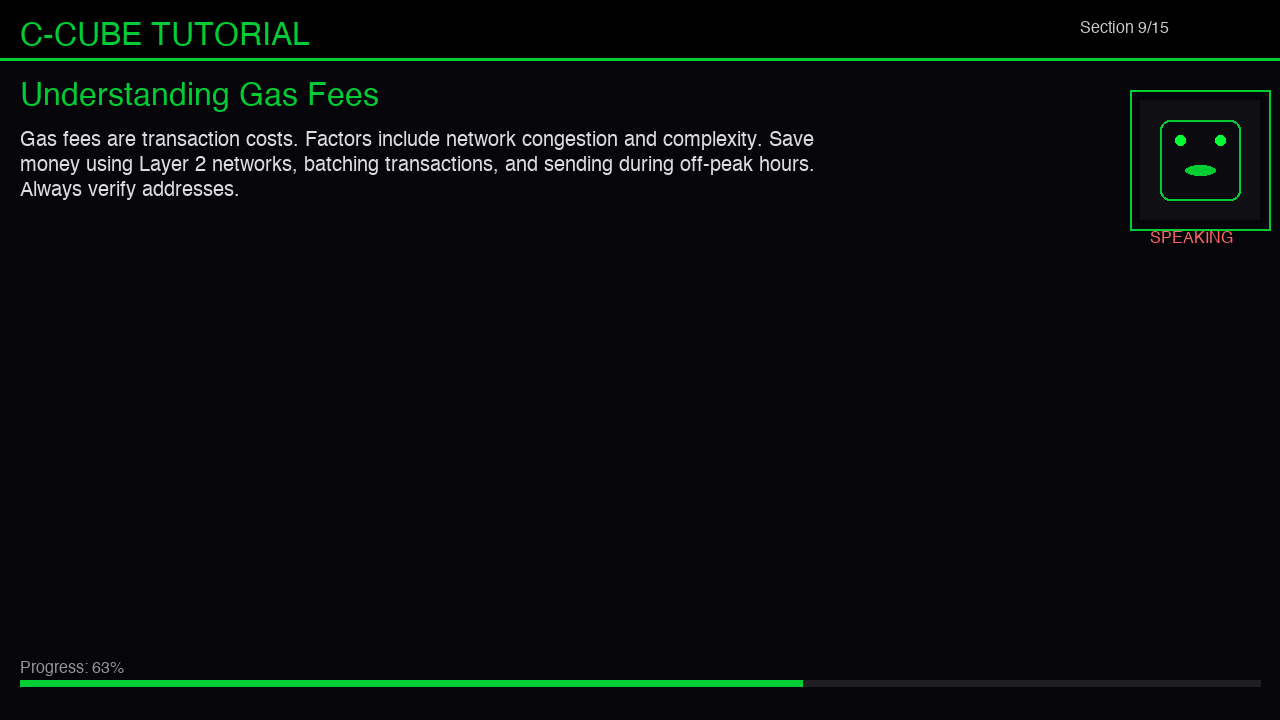 C-CUBE TUTORIAL
Section 9/15
Understanding Gas Fees
Gas fees are transaction costs. Factors include network congestion and complexity. Save
money using Layer 2 networks, batching transactions, and sending during off-peak hours.
Always verify addresses.
SPEAKING
Progress: 63%